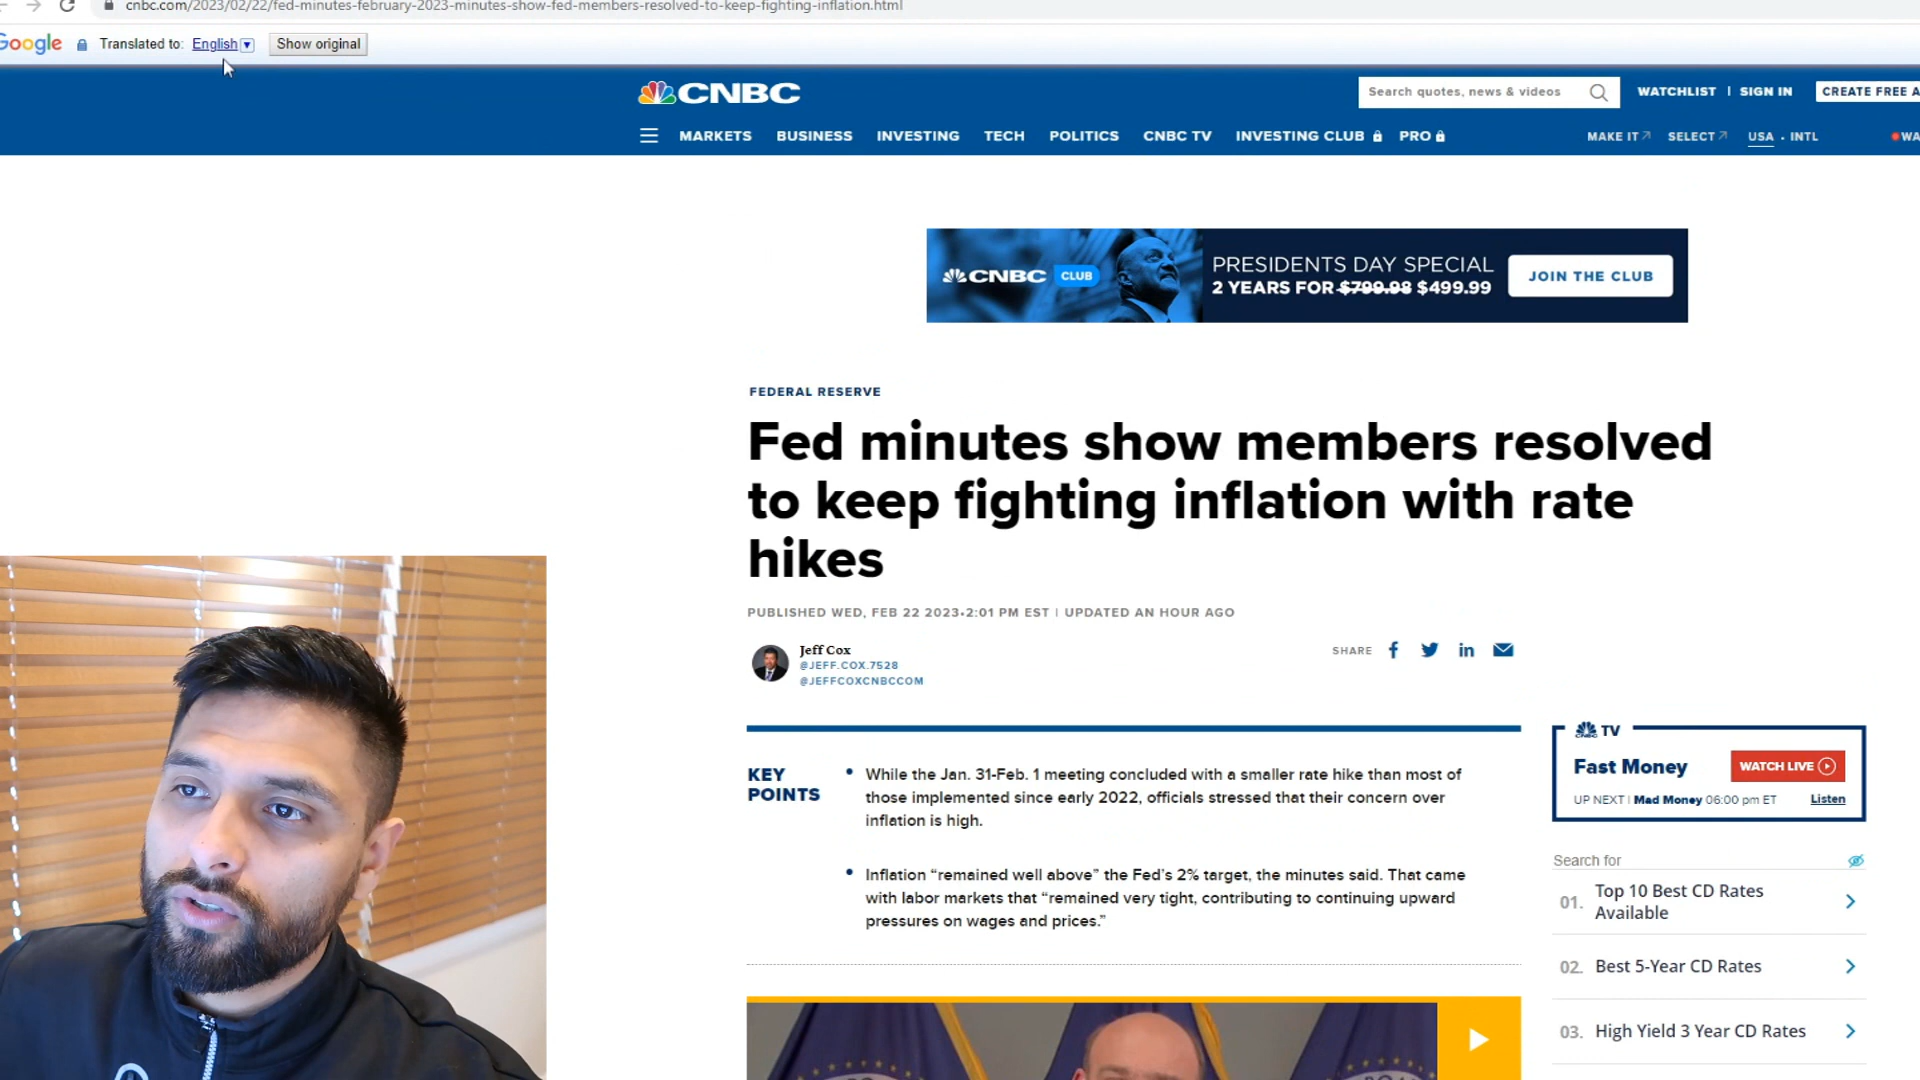 cnbc.com/2023/02/22/fed-minutes-february-2023-minutes-show-fed-members-resolved-to-keep-fighting-inflation.html
Google Translated to: English Show original
CNBC
Search quotes, news & videos
WATCHLIST | SIGN IN
CREATE FREE A
MARKETS BUSINESS INVESTING TECH POLITICS CNBC TV INVESTING CLUB PRO
MAKE IT SELECT USA • INTL
WA
CNBC CLUB
PRESIDENTS DAY SPECIAL
2 YEARS FOR $799.98 $499.99
JOIN THE CLUB
FEDERAL RESERVE
Fed minutes show members resolved
to keep fighting inflation with rate
hikes
PUBLISHED WED, FEB 22 2023•2:01 PM EST | UPDATED AN HOUR AGO
Jeff Cox
@JEFF.COX.7528
@JEFFCOXCNBCCOM
SHARE
KEY
POINTS
• While the Jan. 31-Feb. 1 meeting concluded with a smaller rate hike than most of
those implemented since early 2022, officials stressed that their concern over
inflation is high.
• Inflation “remained well above” the Fed’s 2% target, the minutes said. That came
with labor markets that “remained very tight, contributing to continuing upward
pressures on wages and prices.”
TV
Fast Money
WATCH LIVE
UP NEXT | Mad Money 06:00 pm ET
Listen
Search for
01. Top 10 Best CD Rates
Available
02. Best 5-Year CD Rates
03. High Yield 3 Year CD Rates